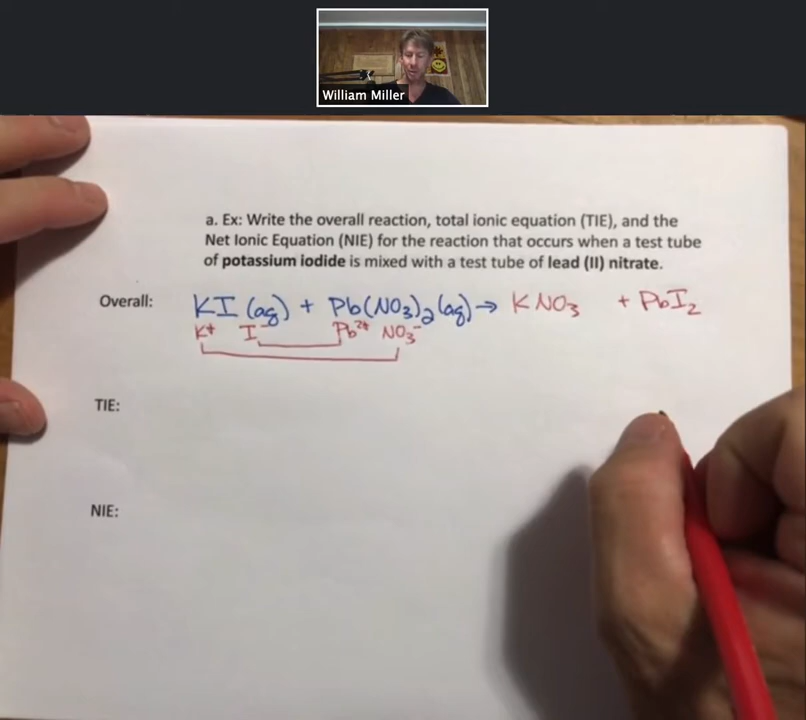 William Miller
a. Ex: Write the overall reaction, total ionic equation (TIE), and the
Net Ionic Equation (NIE) for the reaction that occurs when a test tube
of potassium iodide is mixed with a test tube of lead (II) nitrate.
Overall: KI (aq) + Pb(NO₃)₂ (aq) → KNO₃ + PbI₂
K⁺ I⁻ Pb²⁺ NO₃⁻
TIE:
NIE: